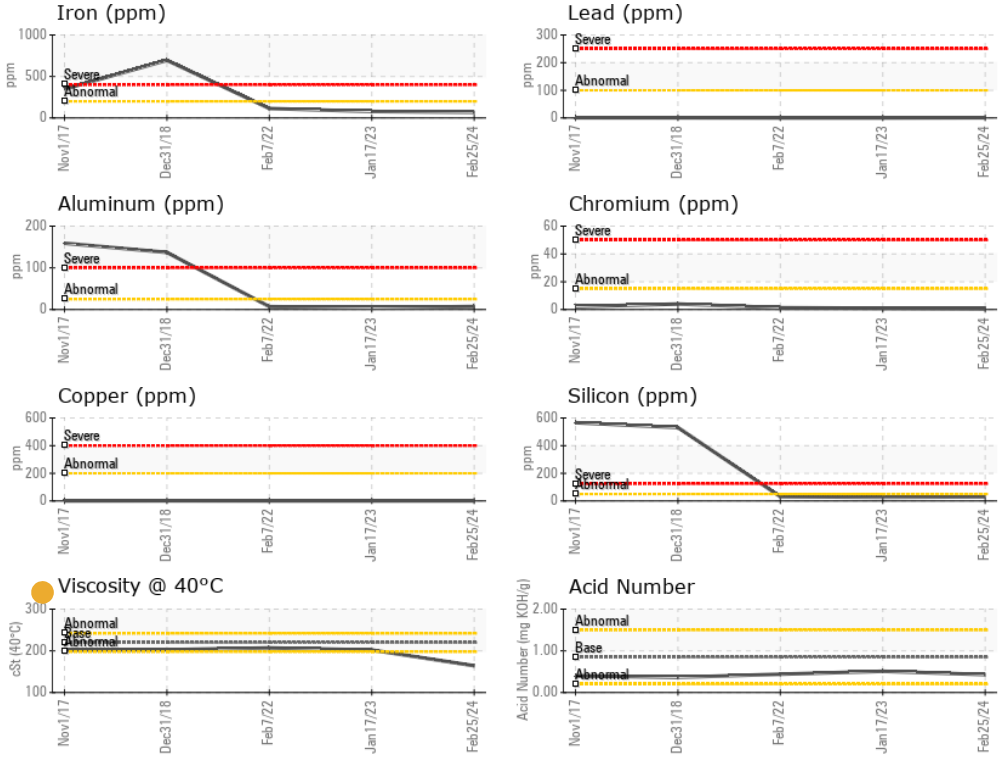 Iron (ppm)
1000
500
0
ppm
Severe
Abnormal
Nov1/17
Dec31/18
Feb7/22
Jan17/23
Feb25/24
Lead (ppm)
300
200
100
0
ppm
Severe
Abnormal
Nov1/17
Dec31/18
Feb7/22
Jan17/23
Feb25/24
Aluminum (ppm)
200
100
0
ppm
Severe
Abnormal
Nov1/17
Dec31/18
Feb7/22
Jan17/23
Feb25/24
Chromium (ppm)
60
40
20
0
ppm
Severe
Abnormal
Nov1/17
Dec31/18
Feb7/22
Jan17/23
Feb25/24
Copper (ppm)
600
400
200
0
ppm
Severe
Abnormal
Nov1/17
Dec31/18
Feb7/22
Jan17/23
Feb25/24
Silicon (ppm)
600
400
200
0
ppm
Severe
Abnormal
Nov1/17
Dec31/18
Feb7/22
Jan17/23
Feb25/24
Viscosity @ 40°C
300
200
100
cSt (40°C)
Abnormal
Base
Abnormal
Nov1/17
Dec31/18
Feb7/22
Jan17/23
Feb25/24
Acid Number
2.00
1.00
0.00
Acid Number (mg KOH/g)
Abnormal
Base
Abnormal
Nov1/17
Dec31/18
Feb7/22
Jan17/23
Feb25/24